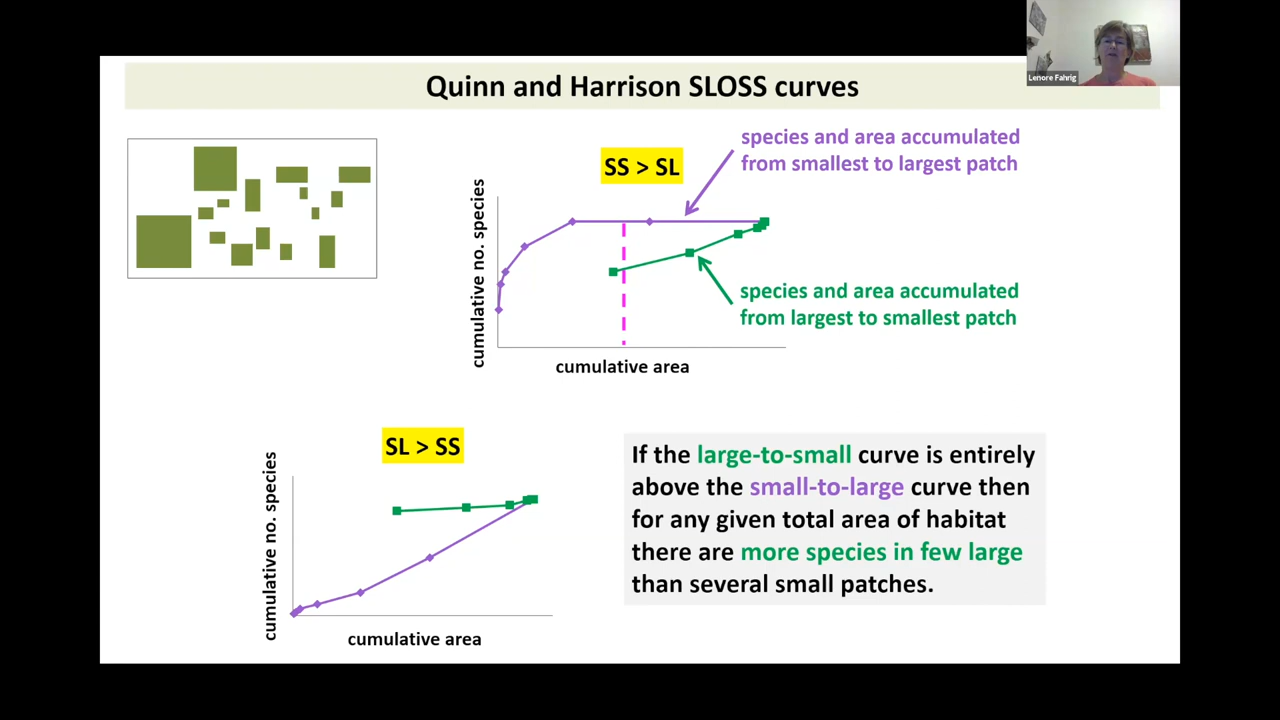 Lenore Fahrig
Quinn and Harrison SLOSS curves
species and area accumulated
from smallest to largest patch
SS > SL
cumulative no. species
species and area accumulated
from largest to smallest patch
cumulative area
SL > SS
cumulative no. species
cumulative area
If the large-to-small curve is entirely
above the small-to-large curve then
for any given total area of habitat
there are more species in few large
than several small patches.